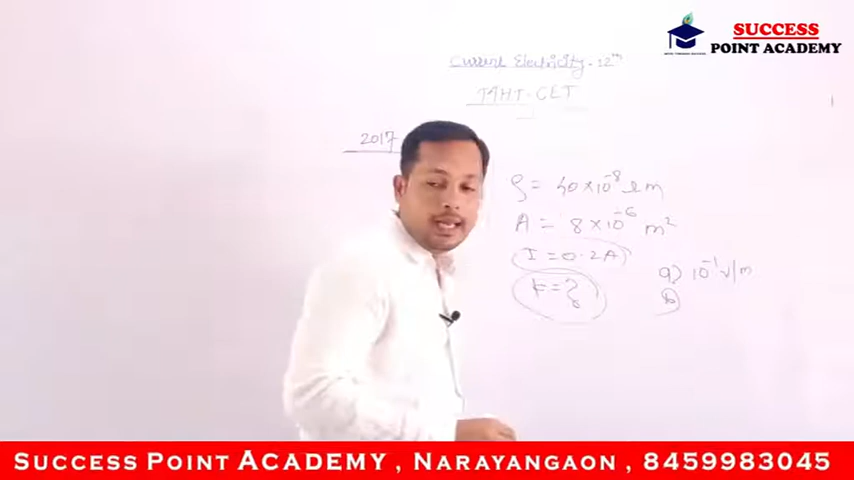 SUCCESS
POINT ACADEMY
Current Electricity - 12th
MHT-CET
2017
ρ = 40×10⁻⁸ Ωm
A = 8×10⁻⁶ m²
I = 0.2A
K = ?
a) 10⁻¹ V/m
b)
SUCCESS POINT ACADEMY , NARAYANGAON , 8459983045